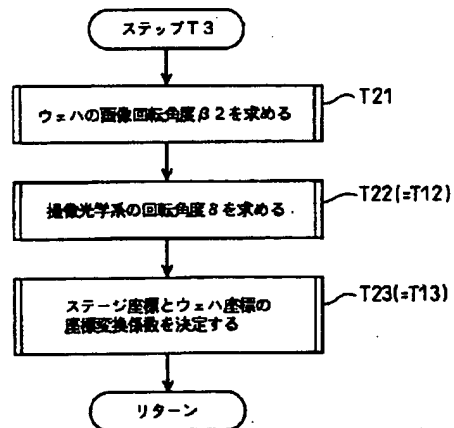 ステップT3
T21
ウェハの画像回転角度β2を求める
T22(=T12)
撮像光学系の回転角度δを求める
T23(=T13)
ステージ座標とウェハ座標の
座標変換係数を決定する
リターン